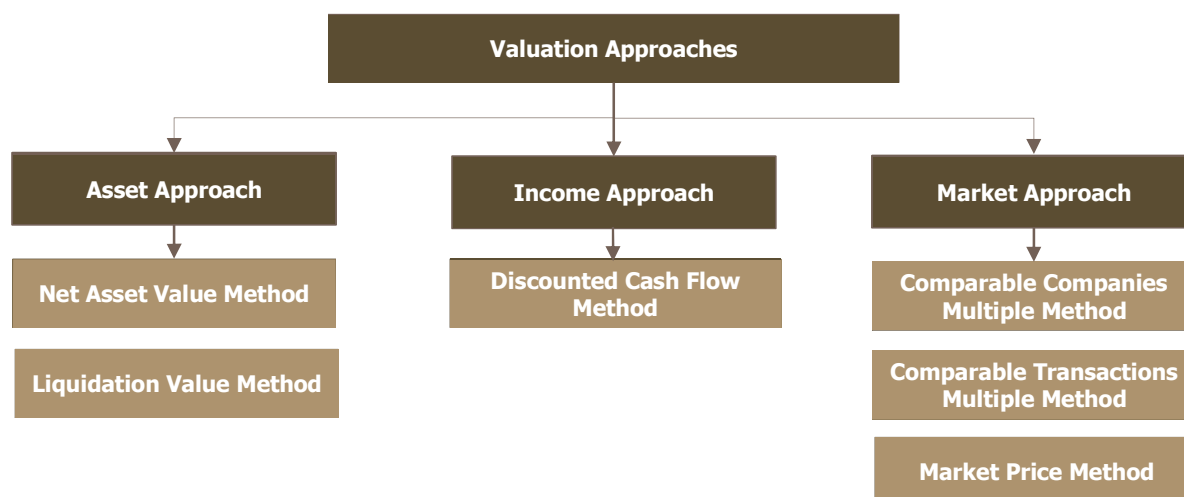 Valuation Approaches
Asset Approach
Income Approach
Market Approach
Net Asset Value Method
Discounted Cash Flow
Method
Comparable Companies
Multiple Method
Liquidation Value Method
Comparable Transactions
Multiple Method
Market Price Method